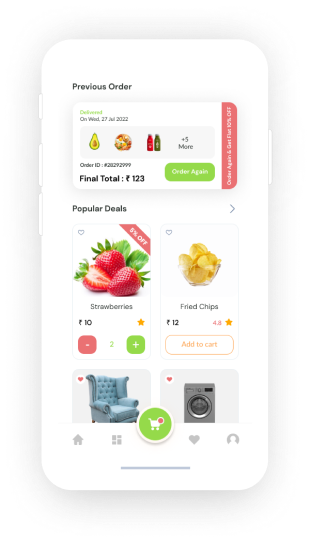 Previous Order
Delivered
On Wed, 27 Jul 2022
+5
More
Order ID : #28292999
Final Total : ₹ 123
Order Again
Order Again & Get Flat 10% OFF
Popular Deals
5% OFF
Strawberries
₹ 10
- 2 +
Fried Chips
₹ 12
4.8
Add to cart